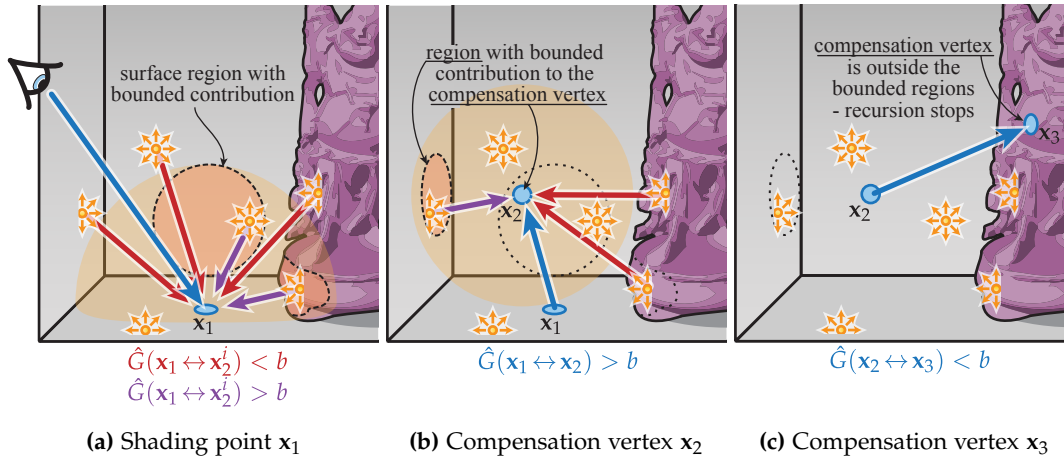 surface region with
bounded contribution
x₁
Ĝ(x₁ ↔ x₂ⁱ) < b
Ĝ(x₁ ↔ x₂ⁱ) > b
(a) Shading point x₁
region with bounded
contribution to the
compensation vertex
x₂
x₁
Ĝ(x₁ ↔ x₂) > b
(b) Compensation vertex x₂
compensation vertex
is outside the
bounded regions
- recursion stops
x₃
x₂
Ĝ(x₂ ↔ x₃) < b
(c) Compensation vertex x₃